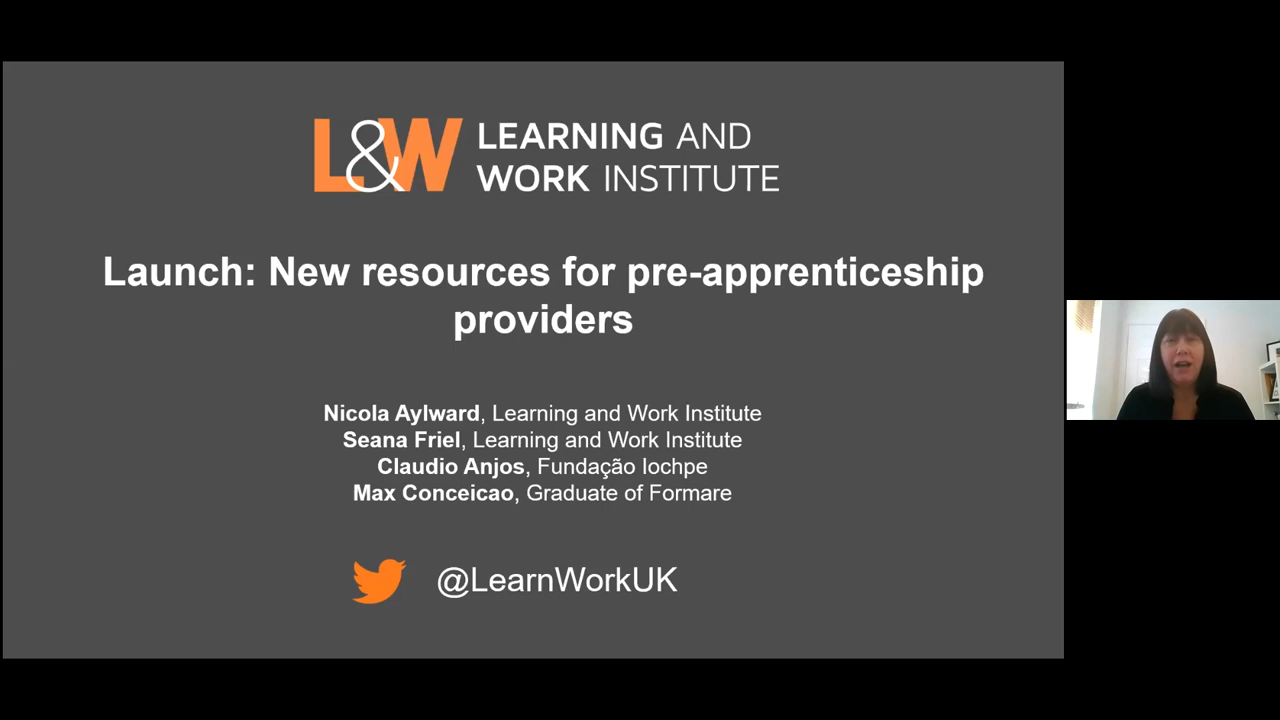 L&W LEARNING AND
WORK INSTITUTE
Launch: New resources for pre-apprenticeship
providers
Nicola Aylward, Learning and Work Institute
Seana Friel, Learning and Work Institute
Claudio Anjos, Fundação Iochpe
Max Conceicao, Graduate of Formare
@LearnWorkUK